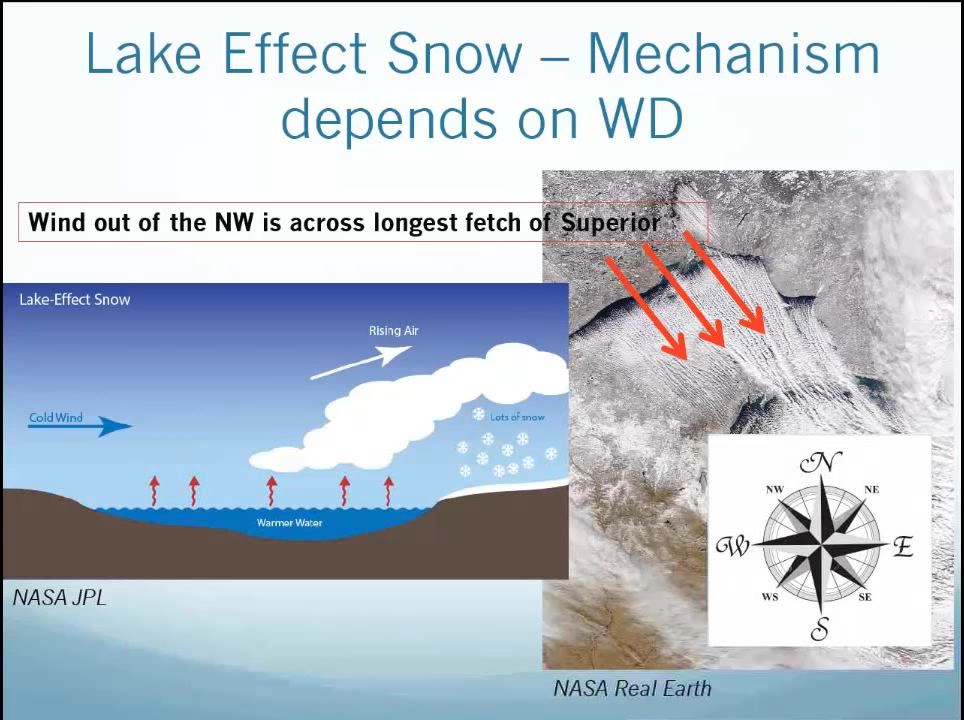 Lake Effect Snow – Mechanism
depends on WD
Wind out of the NW is across longest fetch of Superior
Lake-Effect Snow
Rising Air
Cold Wind
Lots of snow
Warmer Water
NASA JPL
N
NW
NE
W
E
WS
SE
S
NASA Real Earth